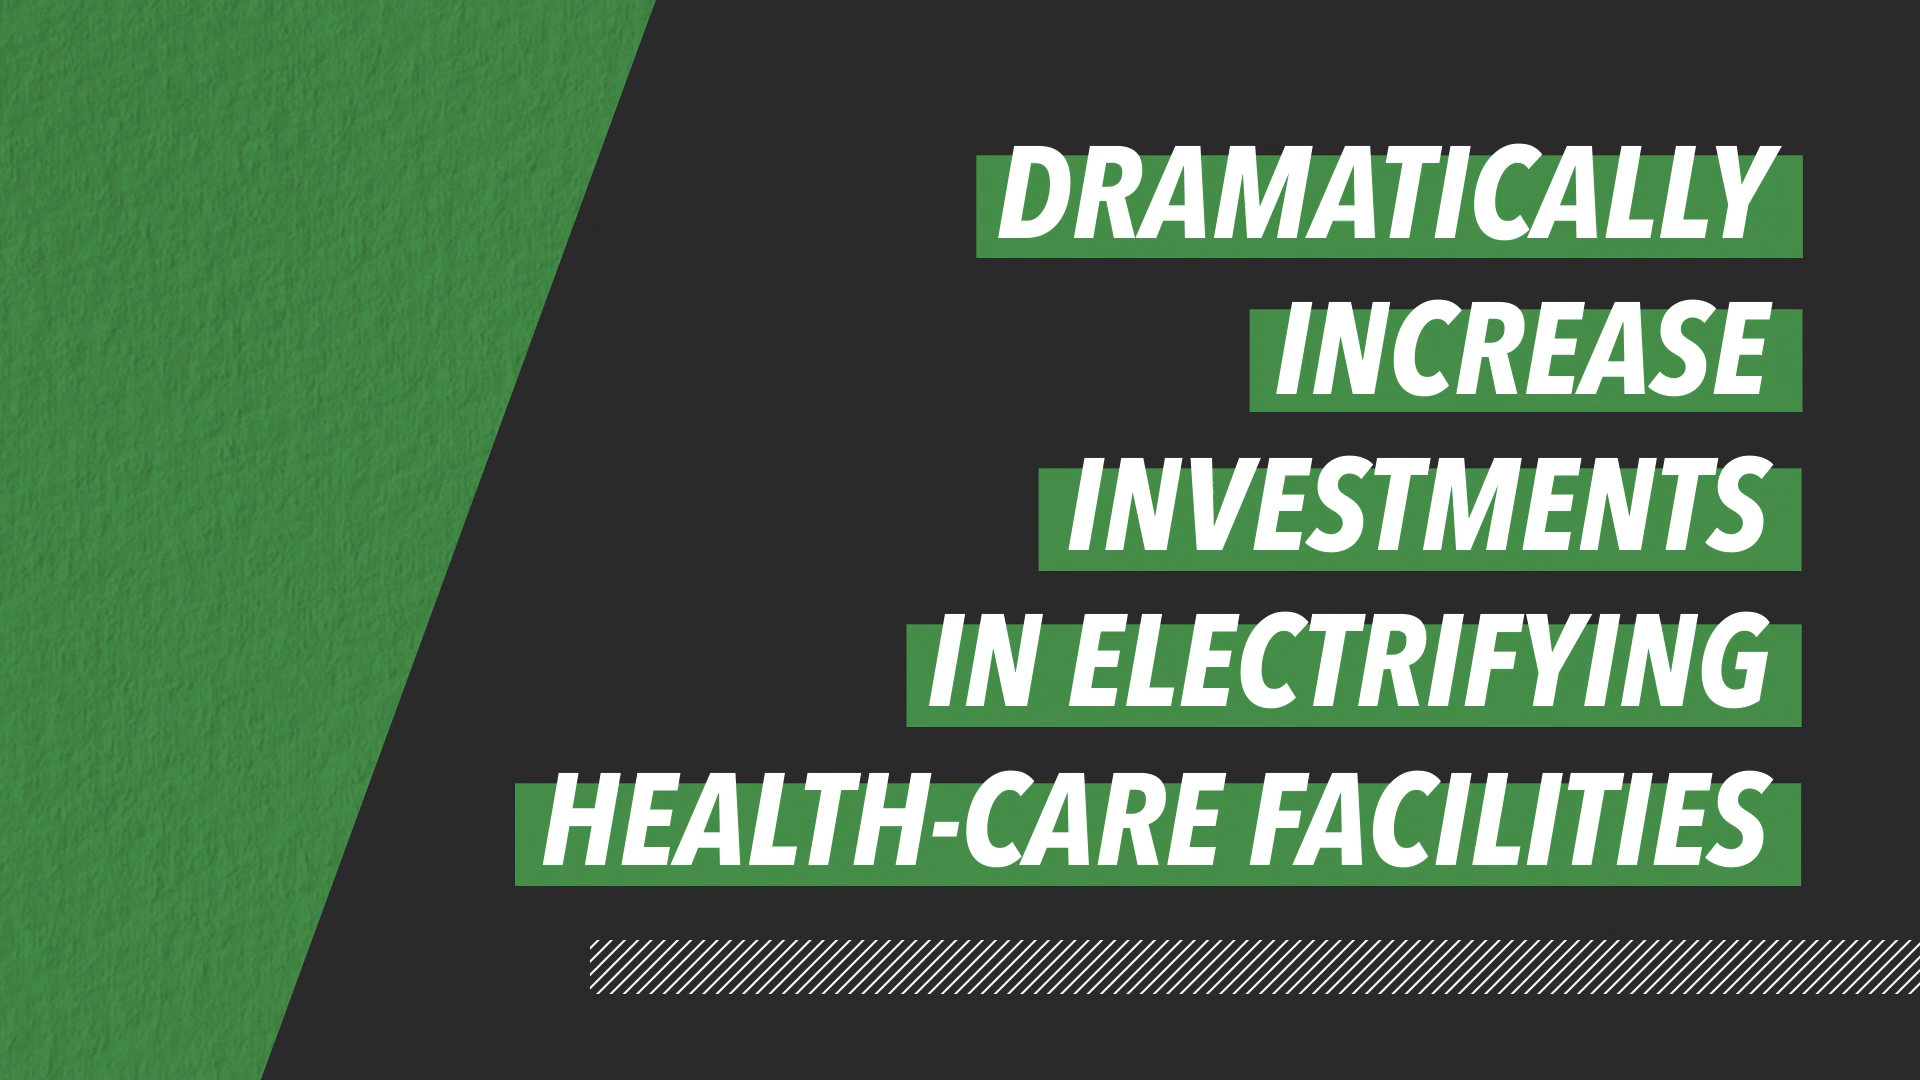 DRAMATICALLY
INCREASE
INVESTMENTS
IN ELECTRIFYING
HEALTH-CARE FACILITIES